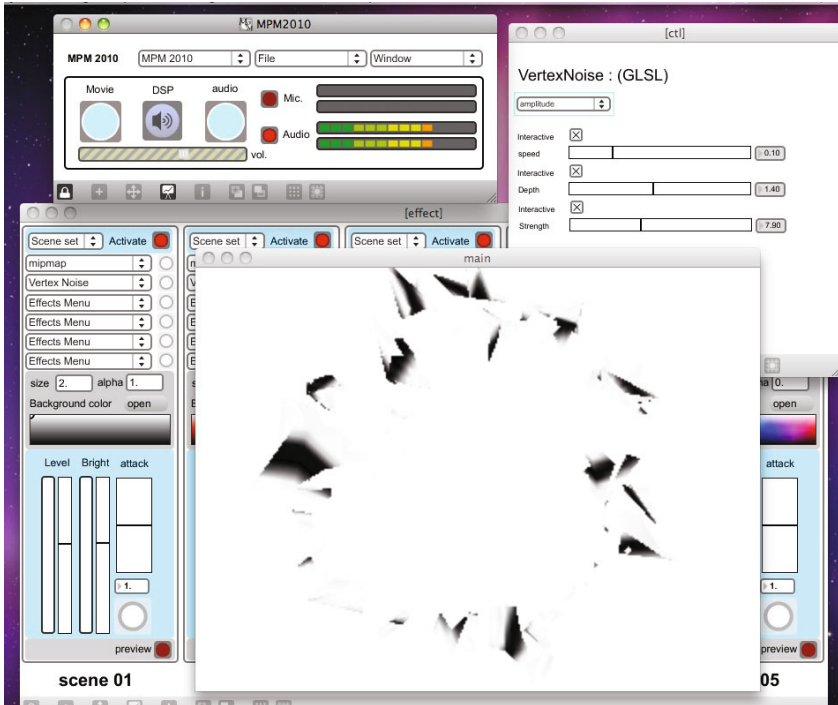 MPM2010
MPM 2010
MPM 2010
File
Window
Movie
DSP
audio
Mic.
Audio
vol.
[ctl]
VertexNoise : (GLSL)
amplitude
Interactive
speed
0.10
Interactive
Depth
1.40
Interactive
Strength
7.90
[effect]
Scene set Activate
Scene set Activate
Scene set Activate
mipmap
Vertex Noise
Effects Menu
Effects Menu
Effects Menu
Effects Menu
size 2. alpha 1.
Background color open
Level Bright attack
1.
preview
scene 01
main
0.
open
attack
1.
preview
05